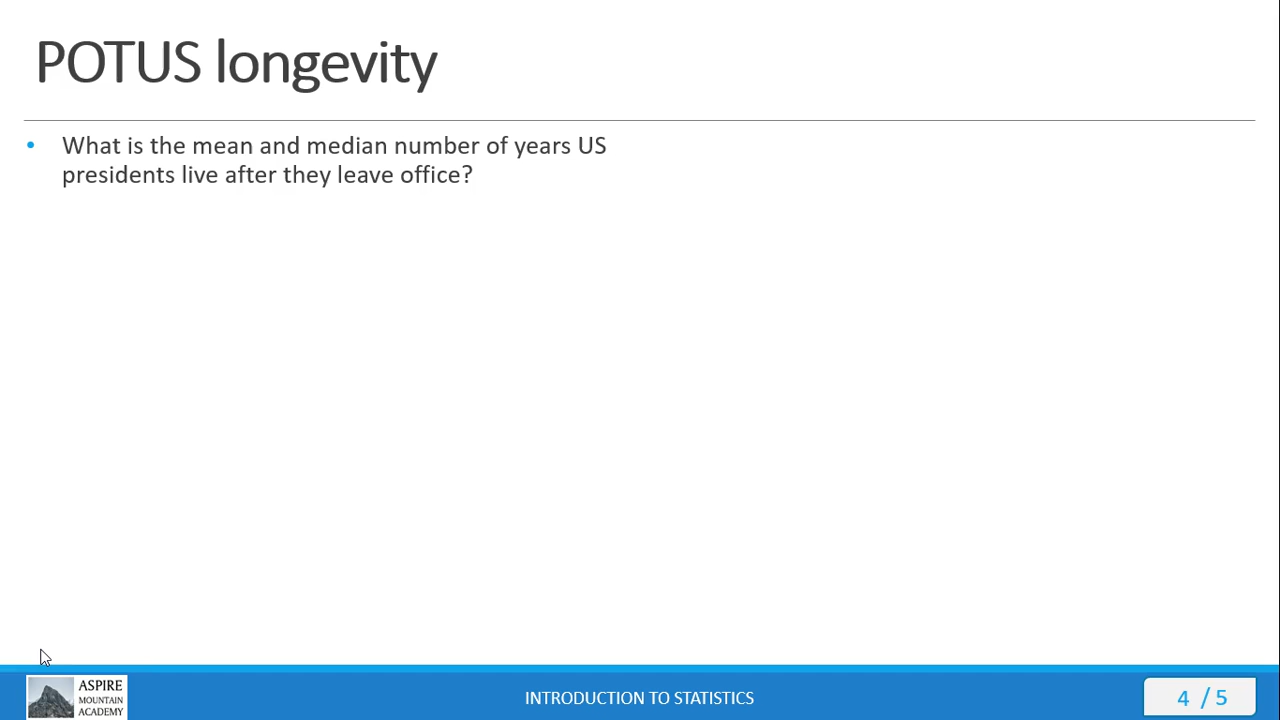 POTUS longevity
• What is the mean and median number of years US
presidents live after they leave office?
ASPIRE
MOUNTAIN
ACADEMY
INTRODUCTION TO STATISTICS
4 / 5